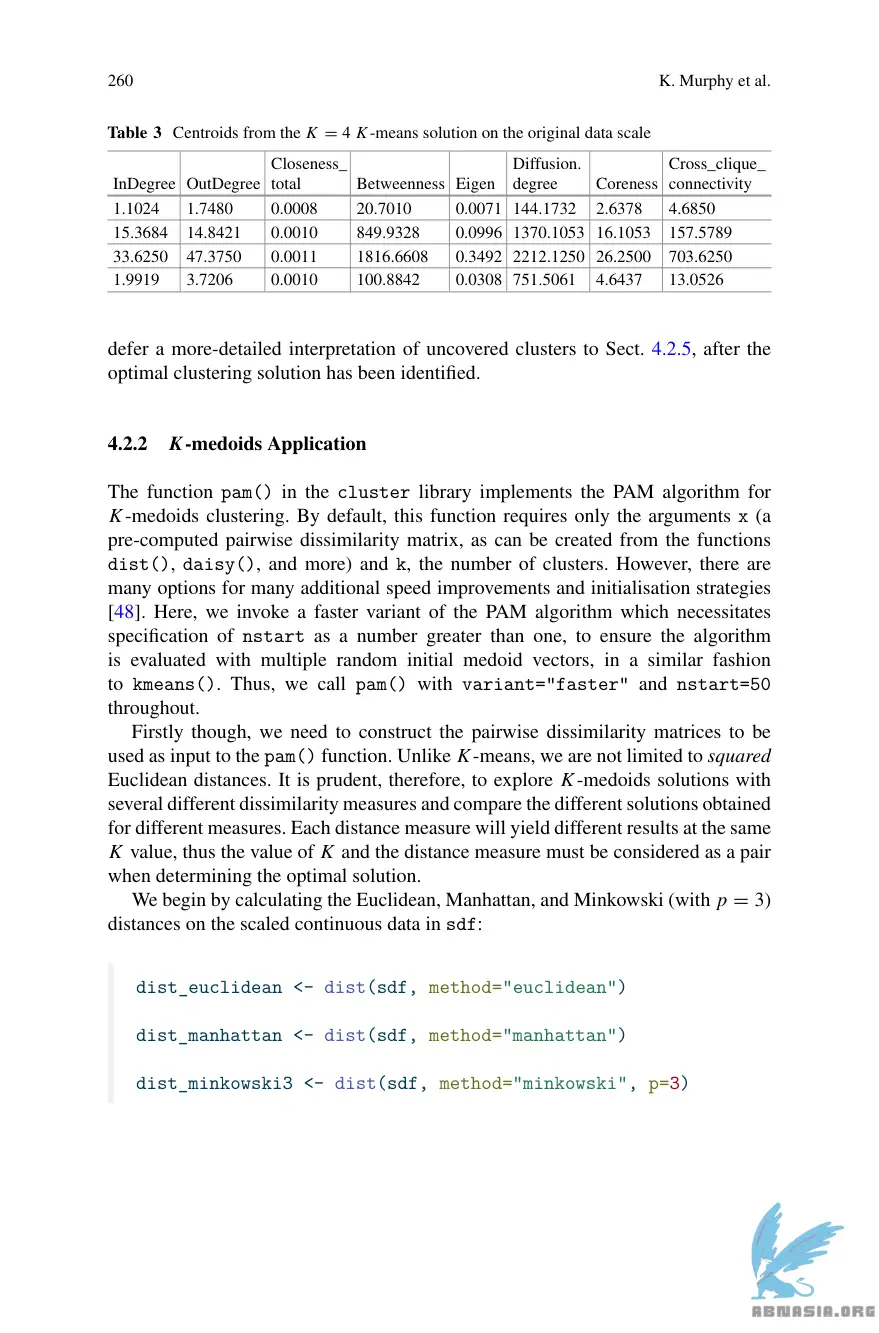 260 K. Murphy et al.
Table 3 Centroids from the K = 4 K-means solution on the original data scale
InDegree OutDegree Closeness_total Betweenness Eigen Diffusion.degree Coreness Cross_clique_connectivity
1.1024 1.7480 0.0008 20.7010 0.0071 144.1732 2.6378 4.6850
15.3684 14.8421 0.0010 849.9328 0.0996 1370.1053 16.1053 157.5789
33.6250 47.3750 0.0011 1816.6608 0.3492 2212.1250 26.2500 703.6250
1.9919 3.7206 0.0010 100.8842 0.0308 751.5061 4.6437 13.0526
defer a more-detailed interpretation of uncovered clusters to Sect. 4.2.5, after the
optimal clustering solution has been identified.
4.2.2 K-medoids Application
The function pam() in the cluster library implements the PAM algorithm for
K-medoids clustering. By default, this function requires only the arguments x (a
pre-computed pairwise dissimilarity matrix, as can be created from the functions
dist(), daisy(), and more) and k, the number of clusters. However, there are
many options for many additional speed improvements and initialisation strategies
[48]. Here, we invoke a faster variant of the PAM algorithm which necessitates
specification of nstart as a number greater than one, to ensure the algorithm
is evaluated with multiple random initial medoid vectors, in a similar fashion
to kmeans(). Thus, we call pam() with variant="faster" and nstart=50
throughout.
Firstly though, we need to construct the pairwise dissimilarity matrices to be
used as input to the pam() function. Unlike K-means, we are not limited to squared
Euclidean distances. It is prudent, therefore, to explore K-medoids solutions with
several different dissimilarity measures and compare the different solutions obtained
for different measures. Each distance measure will yield different results at the same
K value, thus the value of K and the distance measure must be considered as a pair
when determining the optimal solution.
We begin by calculating the Euclidean, Manhattan, and Minkowski (with p = 3)
distances on the scaled continuous data in sdf:
dist_euclidean <- dist(sdf, method="euclidean")
dist_manhattan <- dist(sdf, method="manhattan")
dist_minkowski3 <- dist(sdf, method="minkowski", p=3)
ABNASIA.ORG